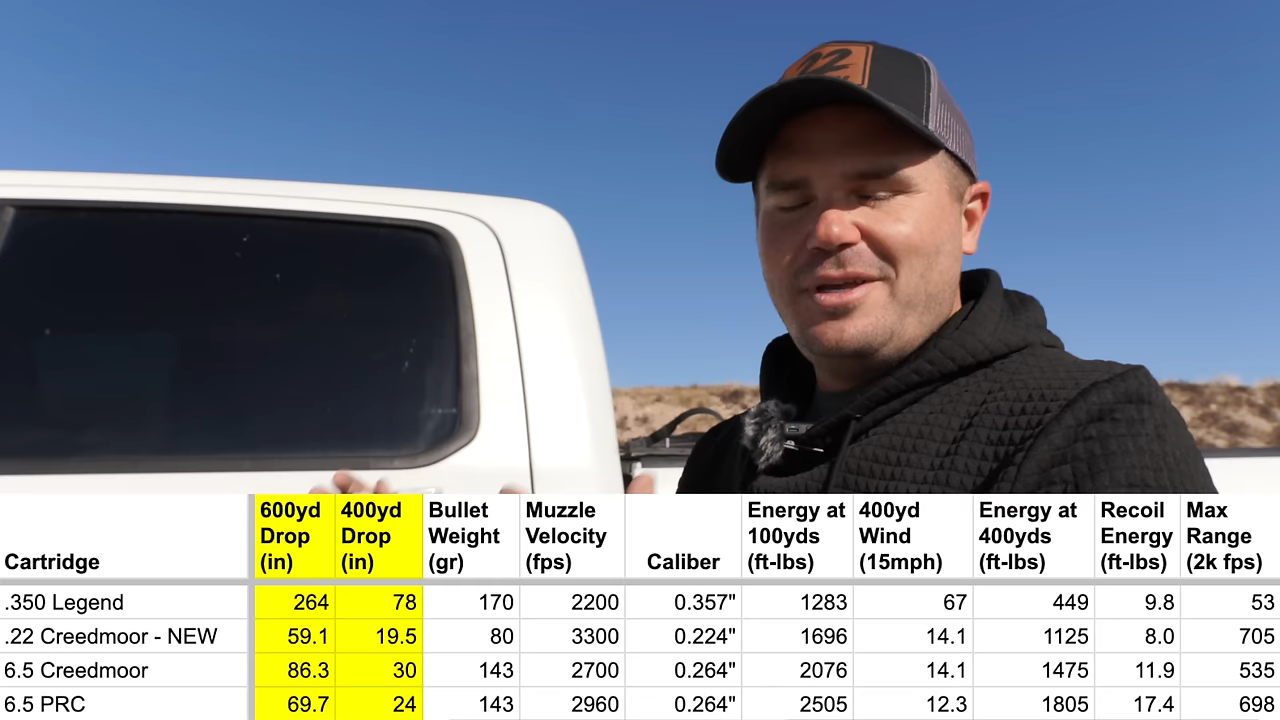 22
600yd 400yd Bullet Muzzle Energy at 400yd Energy at Recoil Max
Drop Drop Weight Velocity 100yds Wind 400yds Energy Range
Cartridge (in) (in) (gr) (fps) Caliber (ft-lbs) (15mph) (ft-lbs) (ft-lbs) (2k fps)
.350 Legend 264 78 170 2200 0.357" 1283 67 449 9.8 53
.22 Creedmoor - NEW 59.1 19.5 80 3300 0.224" 1696 14.1 1125 8.0 705
6.5 Creedmoor 86.3 30 143 2700 0.264" 2076 14.1 1475 11.9 535
6.5 PRC 69.7 24 143 2960 0.264" 2505 12.3 1805 17.4 698